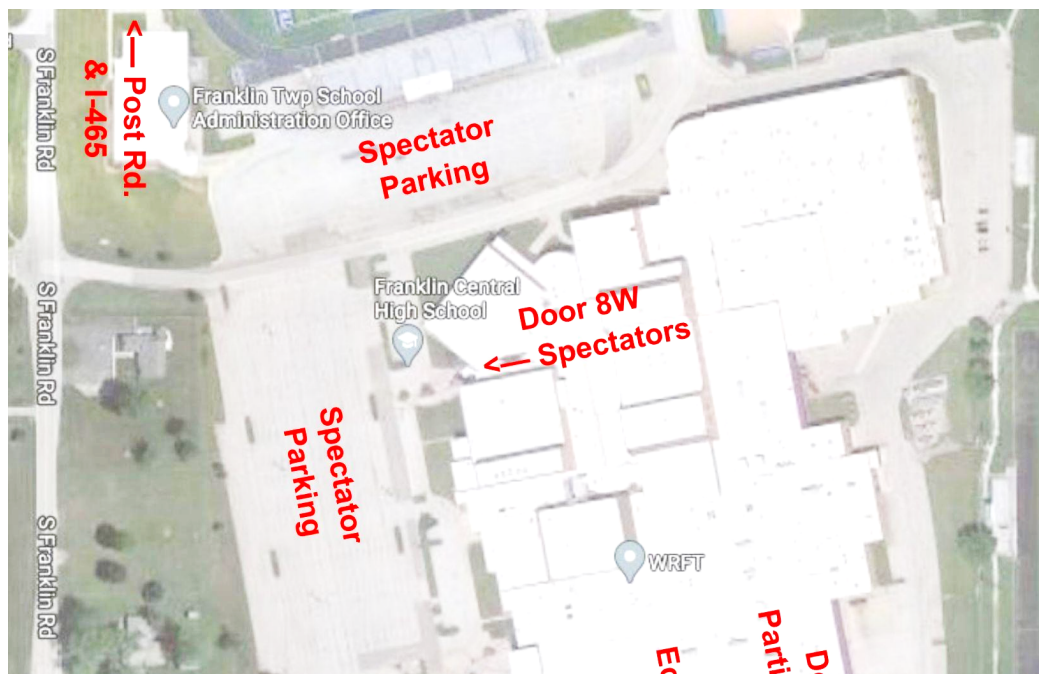 S Franklin Rd
<— Post Rd.
& I-465
Franklin Twp School
Administration Office
Spectator
Parking
S Franklin Rd
Franklin Central
High School
Door 8W
<— Spectators
Spectator
Parking
S Franklin Rd
WRFT